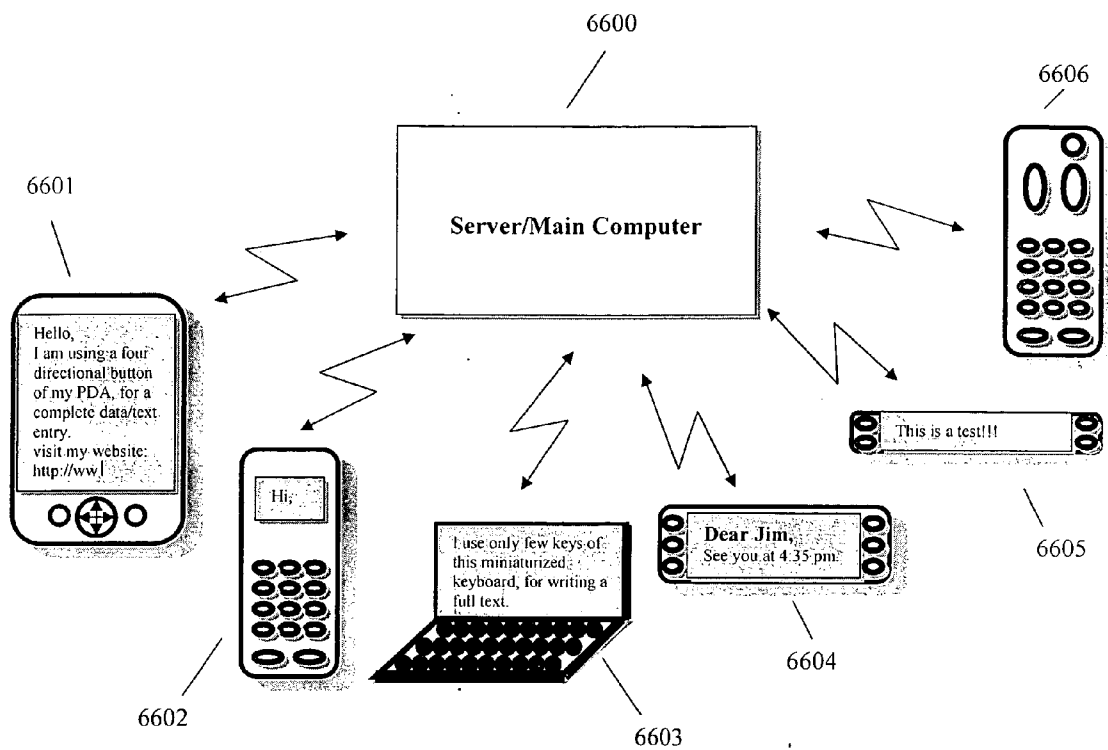 6600
6606
6601
Server/Main Computer
Hello,
I am using a four
directional button
of my PDA, for a
complete data/text
entry.
visit my website:
http://ww
This is a test!!!
Hi,
I use only few keys of
this miniaturized
keyboard, for writing a
full text.
Dear Jim,
See you at 4:35 pm.
6605
6604
6602
6603